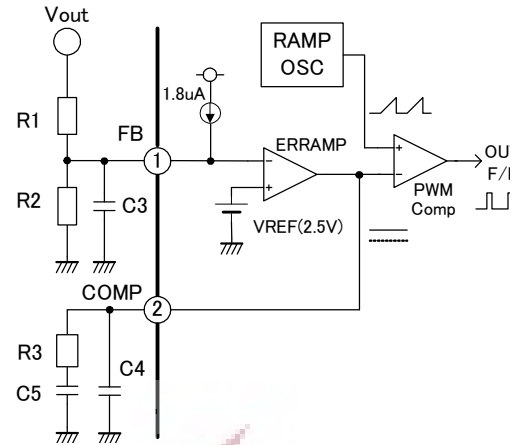 Vout
RAMP
OSC
1.8uA
R1
FB
1
ERRAMP
OUT
F/
PWM
Comp
R2
C3
VREF(2.5V)
COMP
2
R3
C4
C5